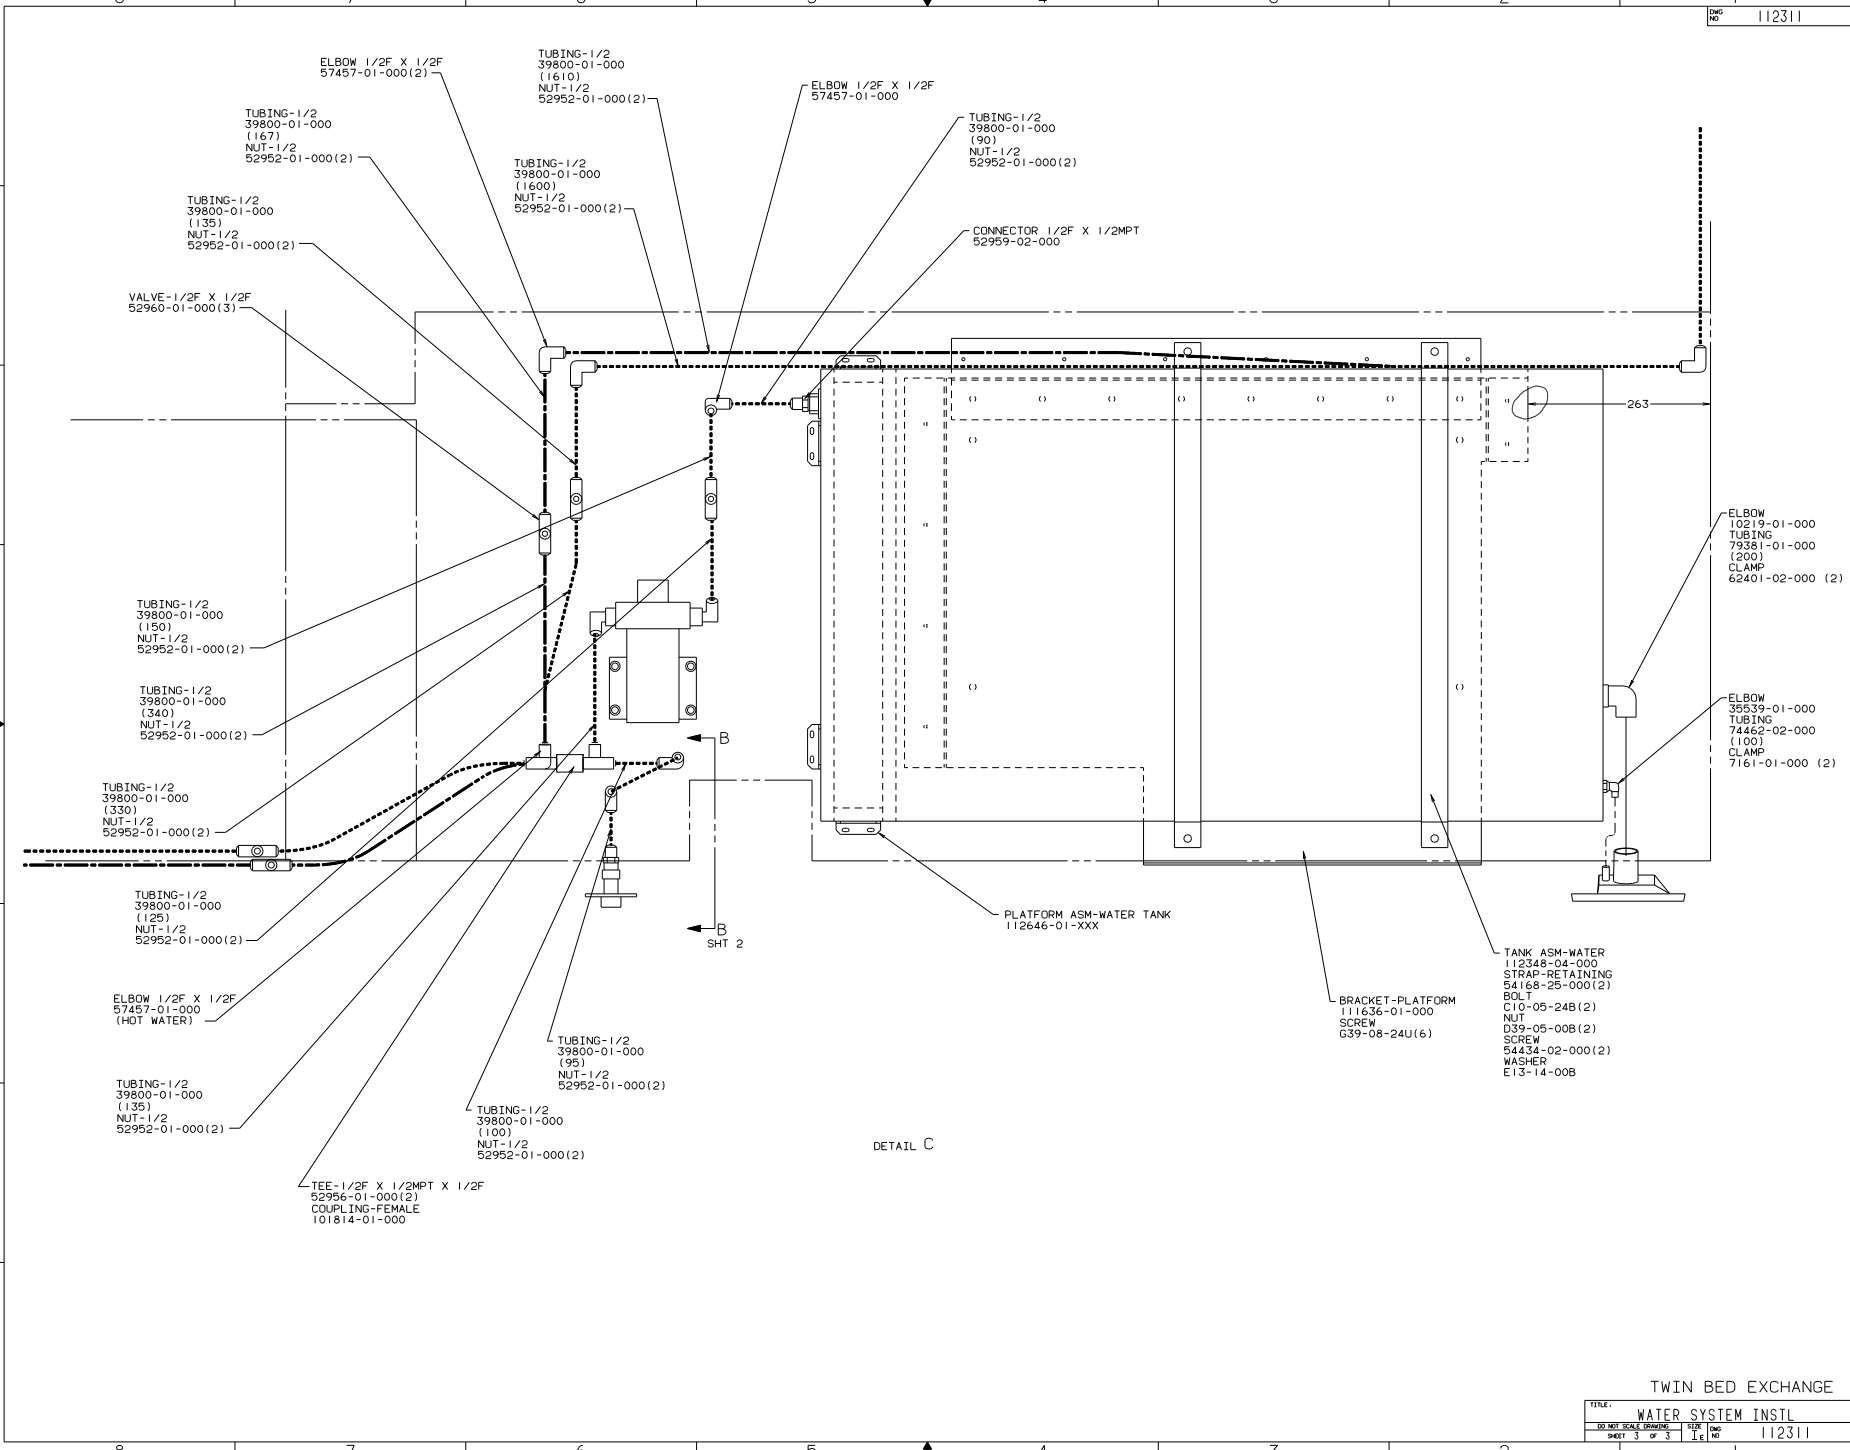 DWG NO 112311
ELBOW 1/2F X 1/2F
57457-01-000(2)
TUBING-1/2
39800-01-000
(1610)
NUT-1/2
52952-01-000(2)
ELBOW 1/2F X 1/2F
57457-01-000
TUBING-1/2
39800-01-000
(167)
NUT-1/2
52952-01-000(2)
TUBING-1/2
39800-01-000
(90)
NUT-1/2
52952-01-000(2)
TUBING-1/2
39800-01-000
(1600)
NUT-1/2
52952-01-000(2)
TUBING-1/2
39800-01-000
(135)
NUT-1/2
52952-01-000(2)
CONNECTOR 1/2F X 1/2MPT
52959-02-000
VALVE-1/2F X 1/2F
52960-01-000(3)
263
ELBOW
10219-01-000
TUBING
79381-01-000
(200)
CLAMP
62401-02-000 (2)
TUBING-1/2
39800-01-000
(150)
NUT-1/2
52952-01-000(2)
TUBING-1/2
39800-01-000
(340)
NUT-1/2
52952-01-000(2)
ELBOW
35539-01-000
TUBING
74462-02-000
(100)
CLAMP
7161-01-000 (2)
B
TUBING-1/2
39800-01-000
(330)
NUT-1/2
52952-01-000(2)
TUBING-1/2
39800-01-000
(125)
NUT-1/2
52952-01-000(2)
B
SHT 2
PLATFORM ASM-WATER TANK
112646-01-XXX
TANK ASM-WATER
112348-04-000
STRAP-RETAINING
54168-25-000(2)
BOLT
C10-05-24B(2)
NUT
D39-05-00B(2)
SCREW
54434-02-000(2)
WASHER
E13-14-00B
BRACKET-PLATFORM
111636-01-000
SCREW
G39-08-24U(6)
ELBOW 1/2F X 1/2F
57457-01-000
(HOT WATER)
TUBING-1/2
39800-01-000
(95)
NUT-1/2
52952-01-000(2)
TUBING-1/2
39800-01-000
(135)
NUT-1/2
52952-01-000(2)
TUBING-1/2
39800-01-000
(100)
NUT-1/2
52952-01-000(2)
DETAIL C
TEE-1/2F X 1/2MPT X 1/2F
52956-01-000(2)
COUPLING-FEMALE
101814-01-000
TWIN BED EXCHANGE
TITLE:
WATER SYSTEM INSTL
DO NOT SCALE DRAWING
SHEET 3 OF 3
SIZE
DWG NO 112311